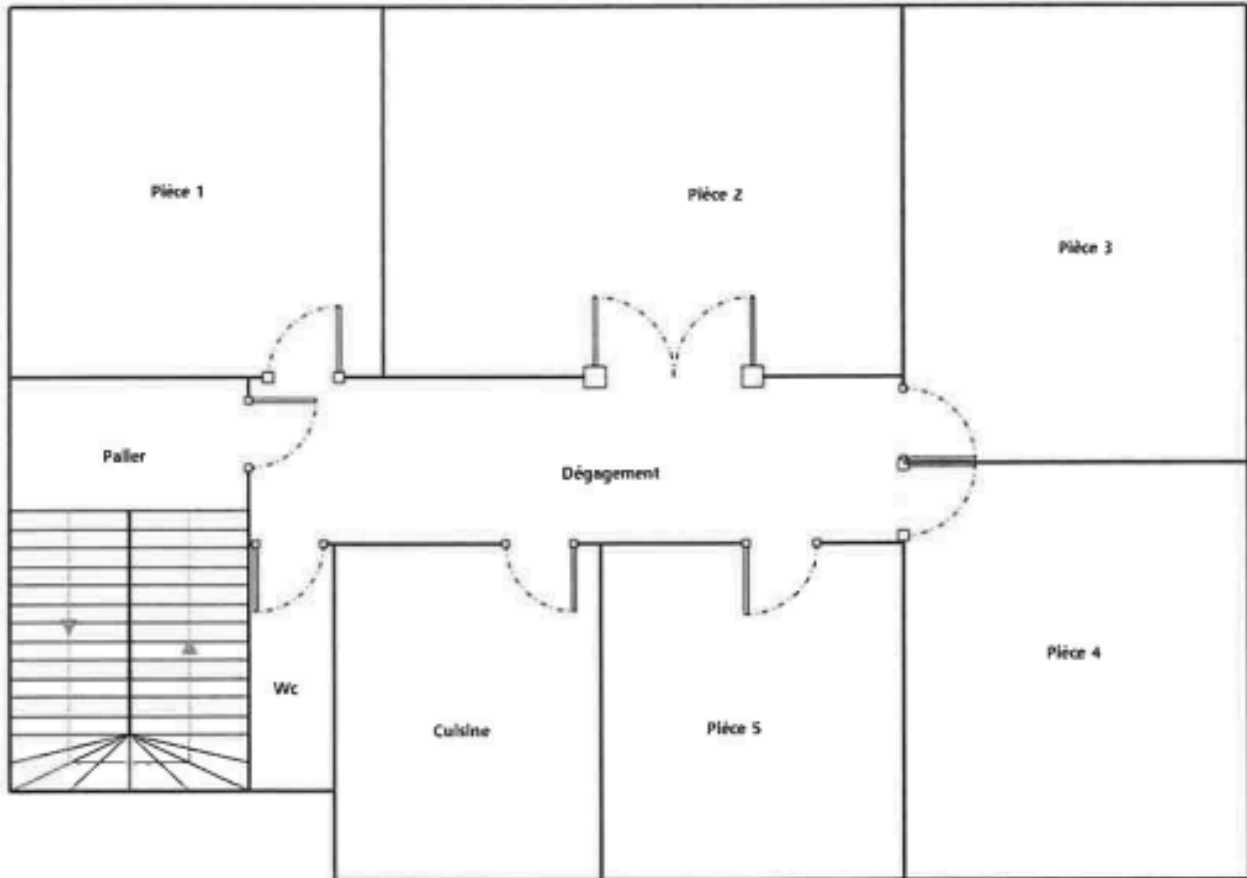 Pièce 1
Pièce 2
Pièce 3
Palier
Dégagement
Pièce 4
Wc
Cuisine
Pièce 5